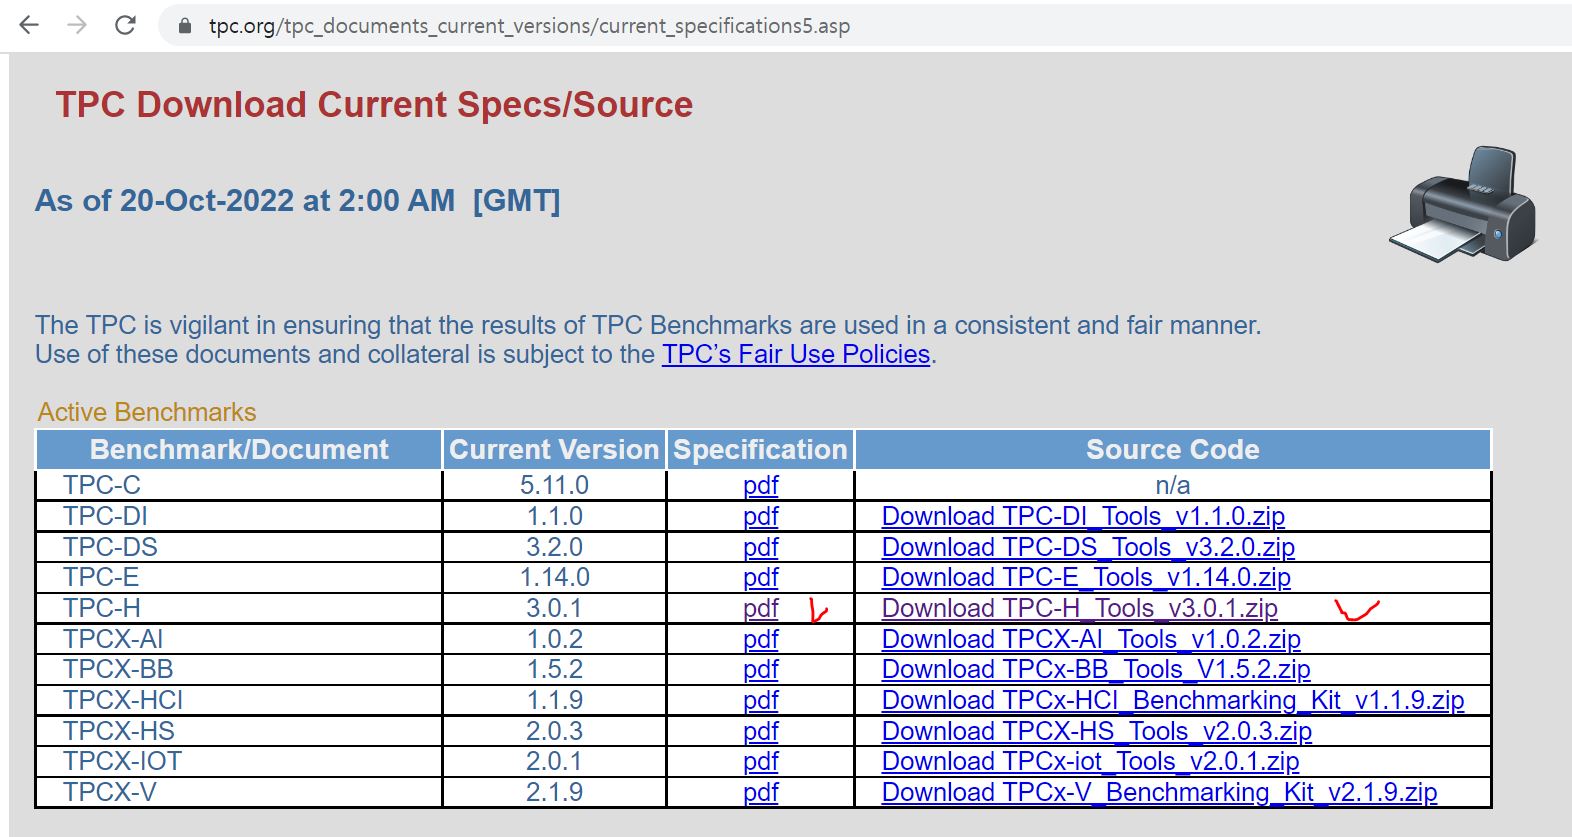 tpc.org/tpc_documents_current_versions/current_specifications5.asp
TPC Download Current Specs/Source
As of 20-Oct-2022 at 2:00 AM [GMT]
The TPC is vigilant in ensuring that the results of TPC Benchmarks are used in a consistent and fair manner.
Use of these documents and collateral is subject to the TPC’s Fair Use Policies.
Active Benchmarks
Benchmark/Document Current Version Specification Source Code
TPC-C 5.11.0 pdf n/a
TPC-DI 1.1.0 pdf Download TPC-DI_Tools_v1.1.0.zip
TPC-DS 3.2.0 pdf Download TPC-DS_Tools_v3.2.0.zip
TPC-E 1.14.0 pdf Download TPC-E_Tools_v1.14.0.zip
TPC-H 3.0.1 pdf Download TPC-H_Tools_v3.0.1.zip
TPCX-AI 1.0.2 pdf Download TPCX-AI_Tools_v1.0.2.zip
TPCX-BB 1.5.2 pdf Download TPCx-BB_Tools_V1.5.2.zip
TPCX-HCI 1.1.9 pdf Download TPCx-HCI_Benchmarking_Kit_v1.1.9.zip
TPCX-HS 2.0.3 pdf Download TPCX-HS_Tools_v2.0.3.zip
TPCX-IOT 2.0.1 pdf Download TPCx-iot_Tools_v2.0.1.zip
TPCX-V 2.1.9 pdf Download TPCx-V_Benchmarking_Kit_v2.1.9.zip